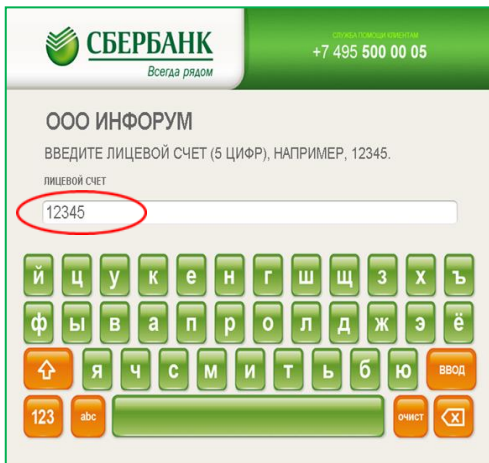 СБЕРБАНК
Всегда рядом
СЛУЖБА ПОМОЩИ КЛИЕНТАМ
+7 495 500 00 05
ООО ИНФОРУМ
ВВЕДИТЕ ЛИЦЕВОЙ СЧЕТ (5 ЦИФР), НАПРИМЕР, 12345.
ЛИЦЕВОЙ СЧЕТ
12345
й ц у к е н г ш щ з х ъ
ф ы в а п р о л д ж э ё
я ч с м и т ь б ю ВВОД
123 abc очист